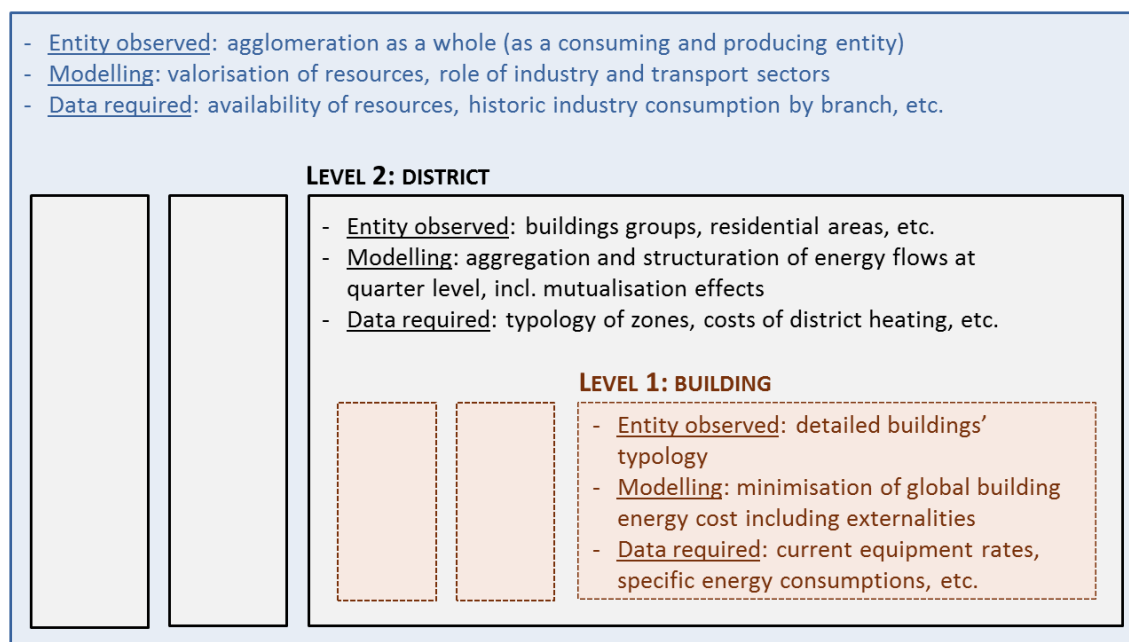 - Entity observed: agglomeration as a whole (as a consuming and producing entity)
- Modelling: valorisation of resources, role of industry and transport sectors
- Data required: availability of resources, historic industry consumption by branch, etc.
LEVEL 2: DISTRICT
- Entity observed: buildings groups, residential areas, etc.
- Modelling: aggregation and structuration of energy flows at
quarter level, incl. mutualisation effects
- Data required: typology of zones, costs of district heating, etc.
LEVEL 1: BUILDING
- Entity observed: detailed buildings’
typology
- Modelling: minimisation of global building
energy cost including externalities
- Data required: current equipment rates,
specific energy consumptions, etc.